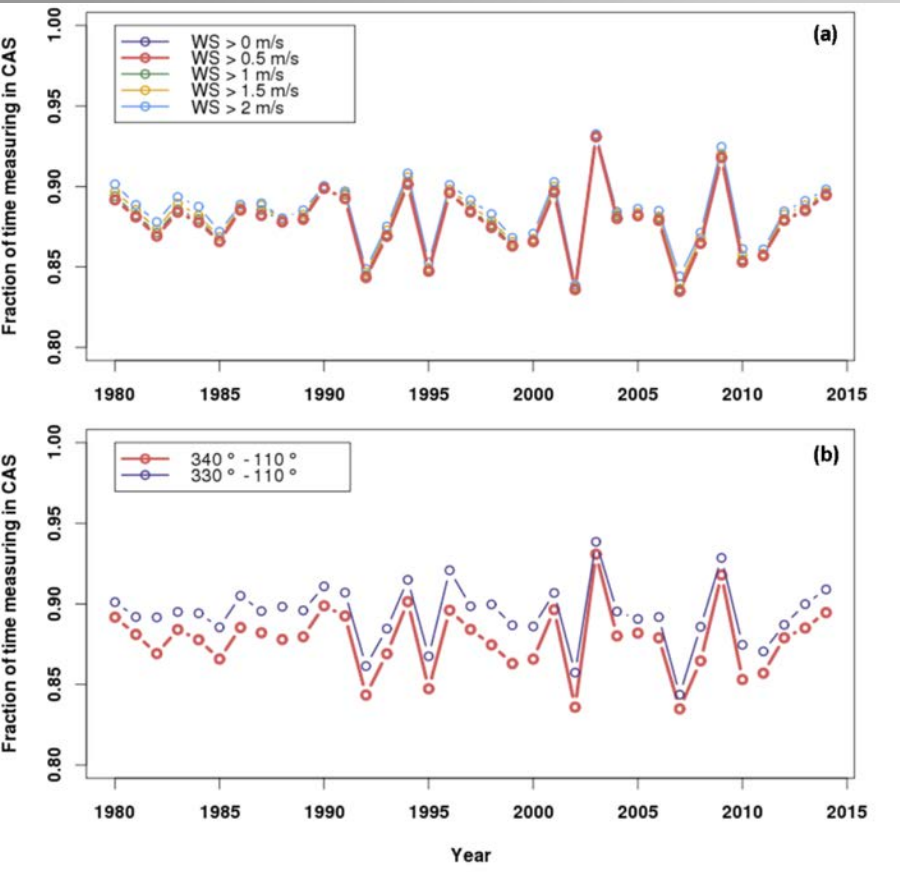 (a)
WS > 0 m/s
WS > 0.5 m/s
WS > 1 m/s
WS > 1.5 m/s
WS > 2 m/s
Fraction of time measuring in CAS
1.00
0.95
0.90
0.85
0.80
1980 1985 1990 1995 2000 2005 2010 2015
(b)
340 ° - 110 °
330 ° - 110 °
Fraction of time measuring in CAS
1.00
0.95
0.90
0.85
0.80
1980 1985 1990 1995 2000 2005 2010 2015
Year